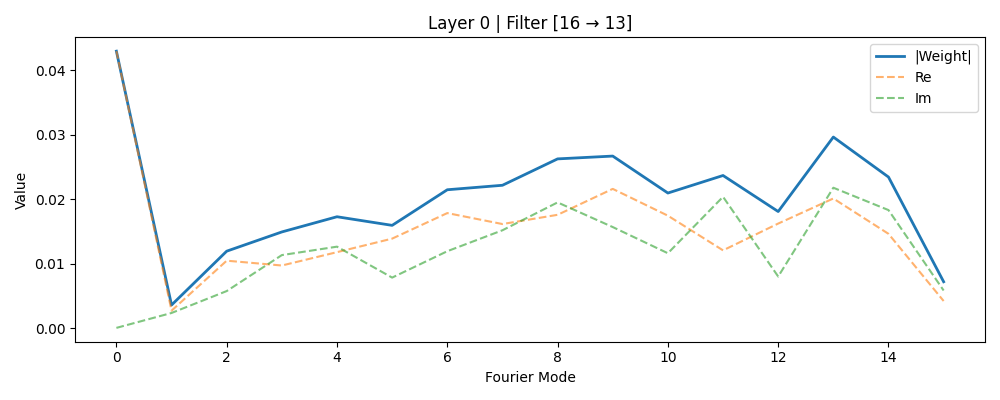 Layer 0 | Filter [16 → 13]
|Weight|
Re
Im
Value
0.04
0.03
0.02
0.01
0.00
0 2 4 6 8 10 12 14
Fourier Mode